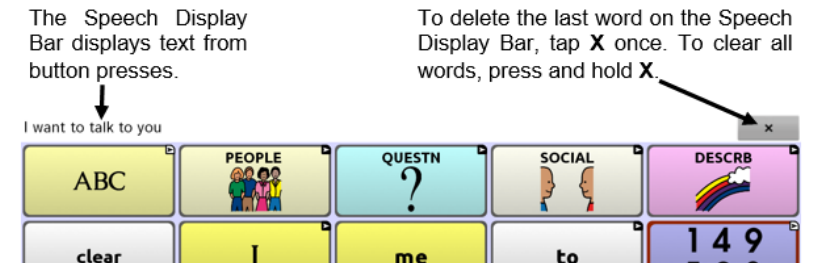 The Speech Display
Bar displays text from
button presses.
To delete the last word on the Speech
Display Bar, tap X once. To clear all
words, press and hold X.
I want to talk to you
×
ABC
PEOPLE
QUESTN
?
SOCIAL
DESCRB
clear
I
me
to
1 4 9